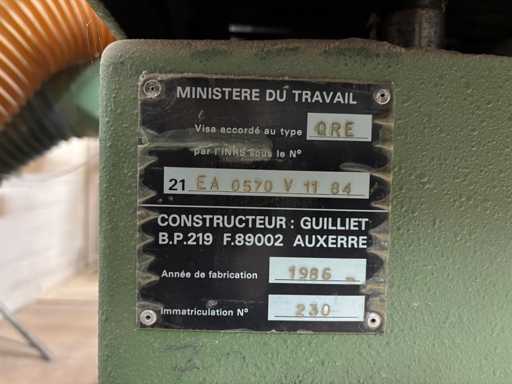 MINISTERE DU TRAVAIL
Visa accordé au type QRE
par l'INRS sous le N°
21 EA 0570 V 11 84
CONSTRUCTEUR : GUILLIET
B.P.219 F.89002 AUXERRE
Année de fabrication 1986
Immatriculation N° 230